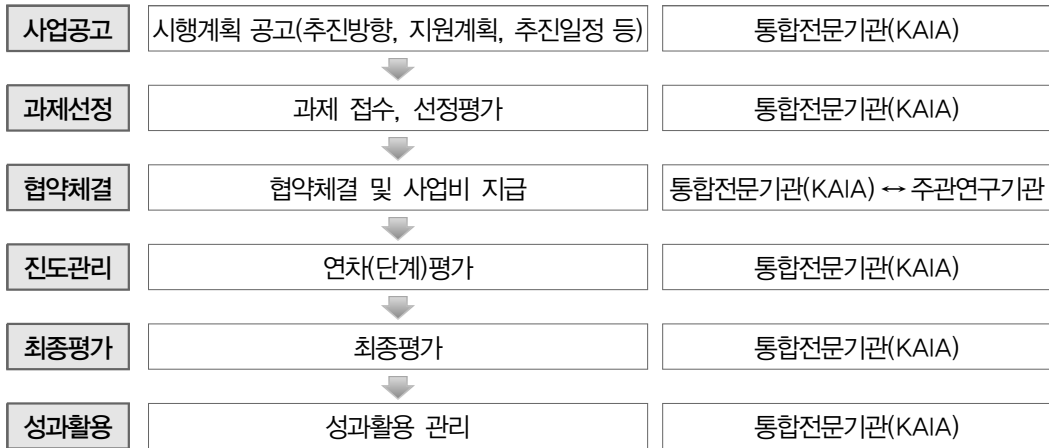 사업공고 시행계획 공고(추진방향, 지원계획, 추진일정 등) 통합전문기관(KAIA)
과제선정 과제 접수, 선정평가 통합전문기관(KAIA)
협약체결 협약체결 및 사업비 지급 통합전문기관(KAIA) ↔ 주관연구기관
진도관리 연차(단계)평가 통합전문기관(KAIA)
최종평가 최종평가 통합전문기관(KAIA)
성과활용 성과활용 관리 통합전문기관(KAIA)